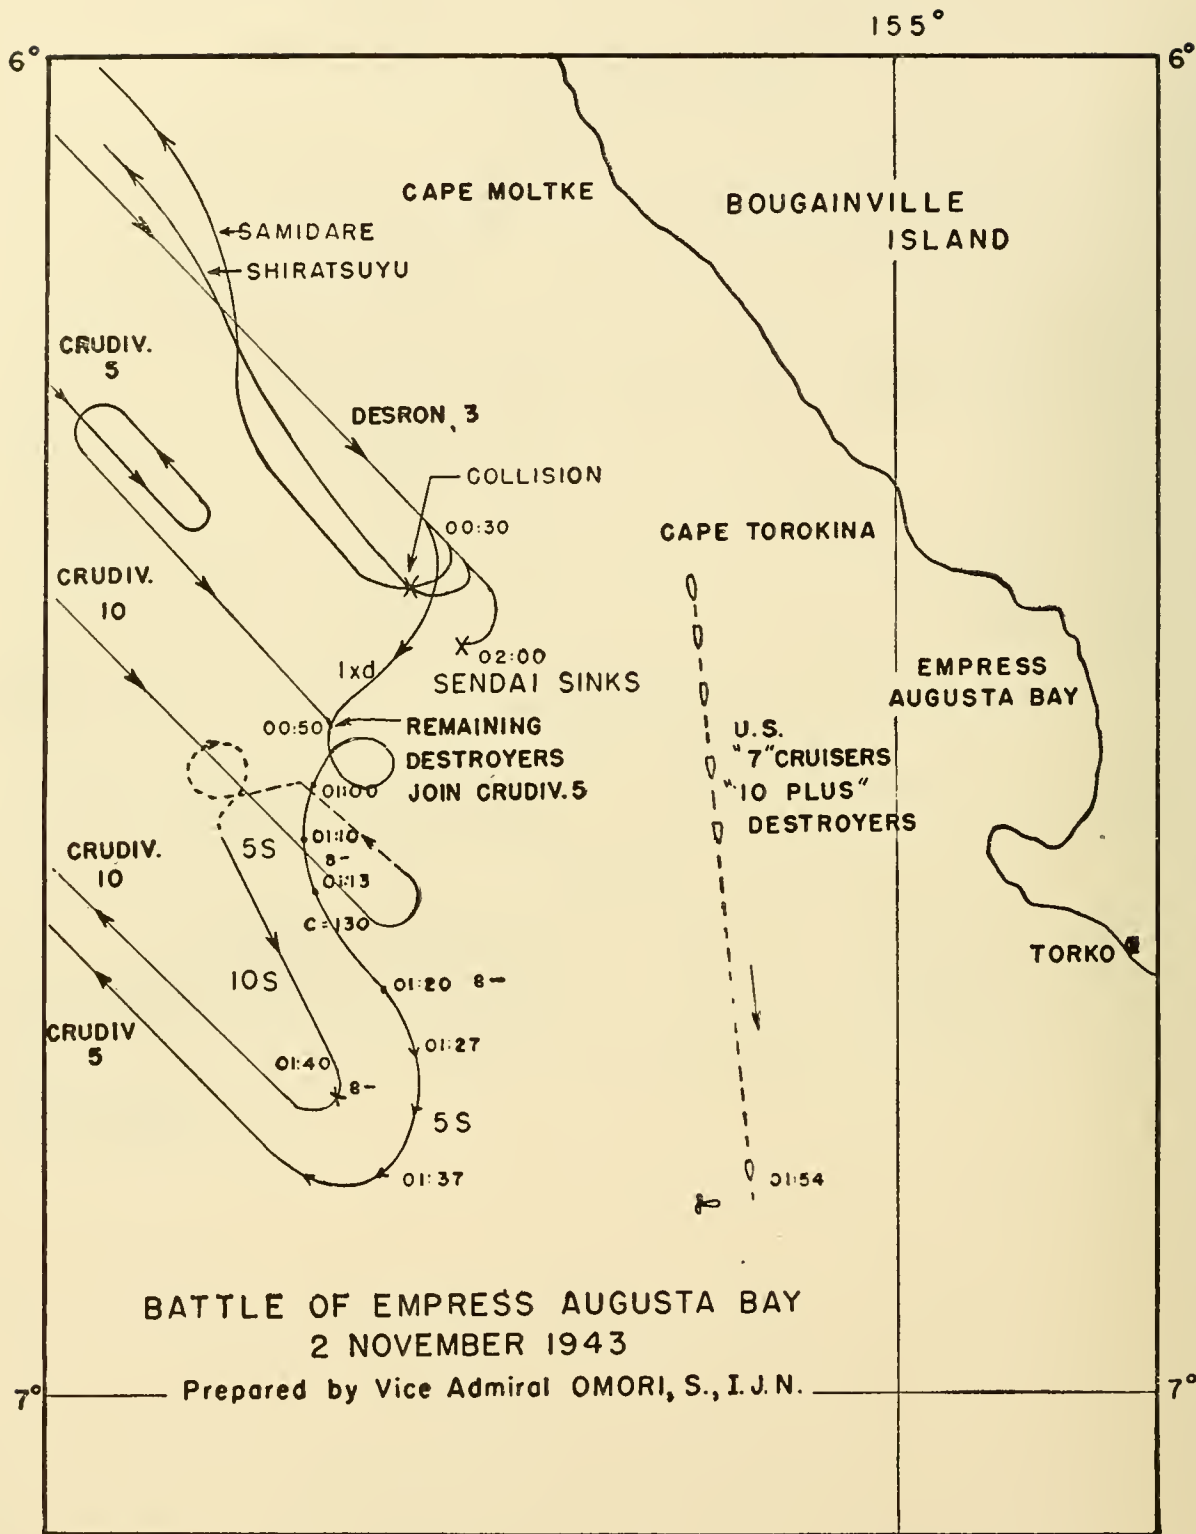 155°
6°
6°
CAPE MOLTKE
BOUGAINVILLE
ISLAND
SAMIDARE
SHIRATSUYU
CRUDIV.
5
DESRON. 3
COLLISION
00:30
CAPE TOROKINA
CRUDIV.
10
1xd
X 02:00
SENDAI SINKS
EMPRESS
AUGUSTA BAY
00:50
REMAINING
DESTROYERS
JOIN CRUDIV. 5
U.S.
"7" CRUISERS
"10 PLUS"
DESTROYERS
01:00
01:10
8-
01:13
C=130
5S
CRUDIV.
10
10S
01:20 8-
TORKO
CRUDIV
5
01:27
01:40
8-
5S
01:37
01:54
BATTLE OF EMPRESS AUGUSTA BAY
2 NOVEMBER 1943
Prepared by Vice Admiral OMORI, S., I.J.N.
7°
7°